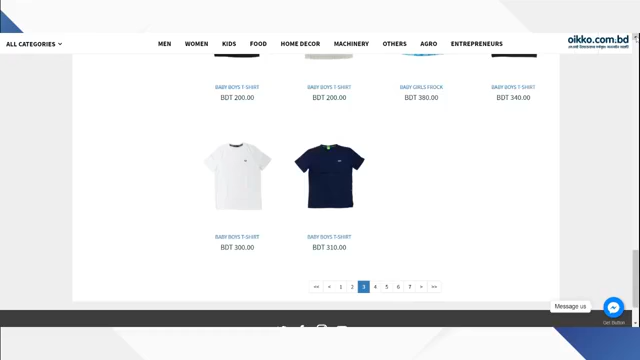 ALL CATEGORIES
MEN WOMEN KIDS FOOD HOME DECOR MACHINERY OTHERS AGRO ENTREPRENEURS
oikko.com.bd
BABY BOYS T-SHIRT BABY BOYS T-SHIRT BABY GIRLS FROCK BABY BOYS T-SHIRT
BDT 200.00 BDT 200.00 BDT 380.00 BDT 340.00
BABY BOYS T-SHIRT BABY BOYS T-SHIRT
BDT 300.00 BDT 310.00
<< < 1 2 3 4 5 6 7 > >>
Message us
Get Button